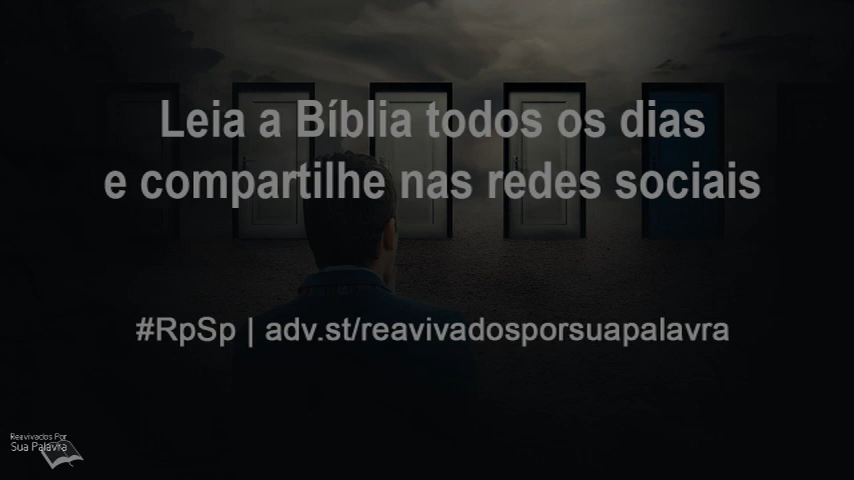 Leia a Bíblia todos os dias
e compartilhe nas redes sociais
#RpSp | adv.st/reavivadosporsuapalavra
Reavivados Por
Sua Palavra